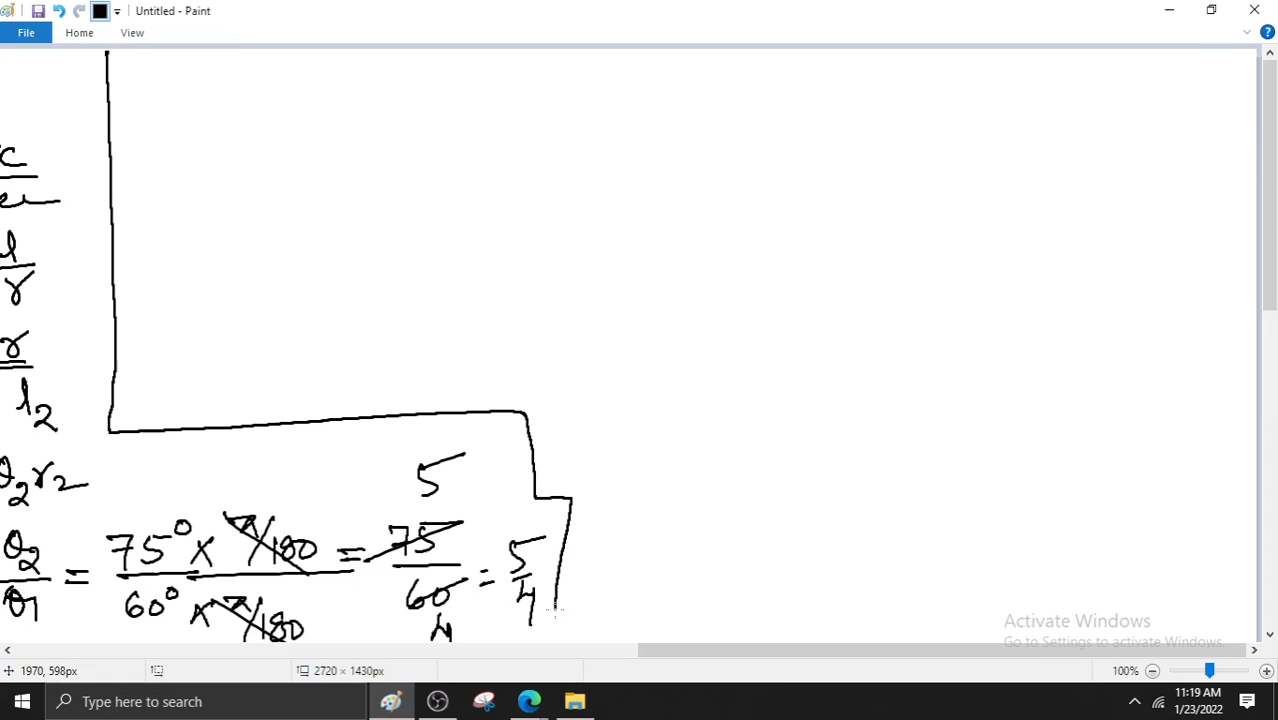 Untitled - Paint
File Home View
c
l
r
r
l2
θ2r2
5
θ2 = 75° × π/180 = 75 = 5
θ1 60° × π/180 60 4
4
Activate Windows
Go to Settings to activate Windows.
1970, 598px 2720 × 1430px 100%
Type here to search
11:19 AM
1/23/2022